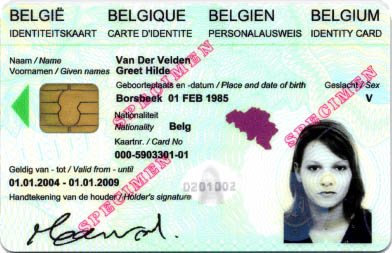 BELGIË BELGIQUE BELGIEN BELGIUM
IDENTITEITSKAART CARTE D'IDENTITE PERSONALAUSWEIS IDENTITY CARD
Naam / Name Van Der Velden
Voornamen / Given names Greet Hilde
Geboorteplaats en -datum / Place and date of birth Geslacht / Sex
Borsbeek 01 FEB 1985 V
Nationaliteit
Nationality Belg
Kaartnr. / Card No
000-5903301-01
Geldig van - tot / Valid from - until
01.01.2004 - 01.01.2009
Handtekening van de houder / Holder's signature
D201002
A
SPECIMEN
SPECIMEN
SPECIMEN
SPECIMEN